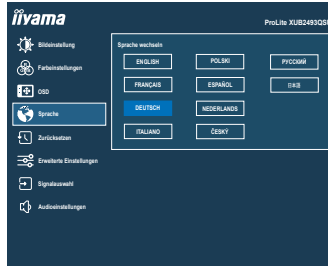 iiyama
ProLite XUB2493QSU
Bildeinstellung
Farbeinstellungen
OSD
Sprache
Zurücksetzen
Erweiterte Einstellungen
Signalauswahl
Audioeinstellungen
Sprache wechseln
ENGLISH
POLSKI
РУССКИЙ
FRANÇAIS
ESPAÑOL
DEUTSCH
NEDERLANDS
ITALIANO
ČESKÝ